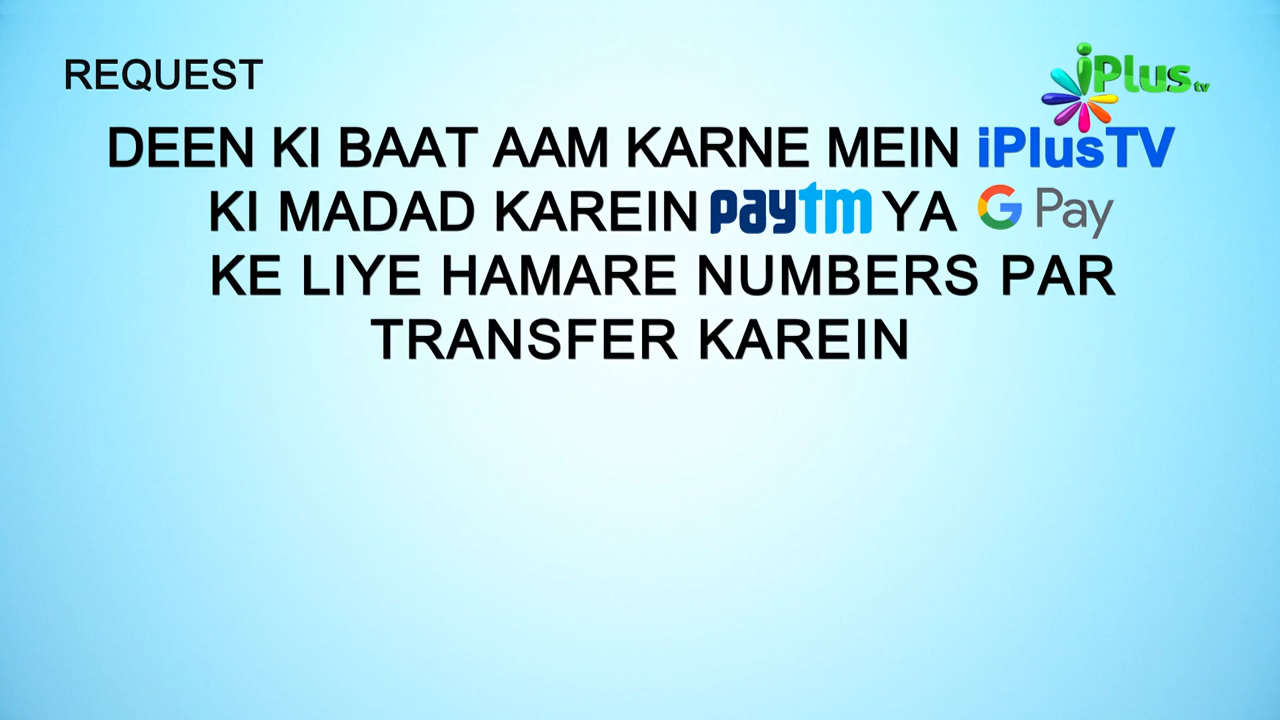 REQUEST
iPlus tv
DEEN KI BAAT AAM KARNE MEIN iPlusTV
KI MADAD KAREIN paytm YA G Pay
KE LIYE HAMARE NUMBERS PAR
TRANSFER KAREIN